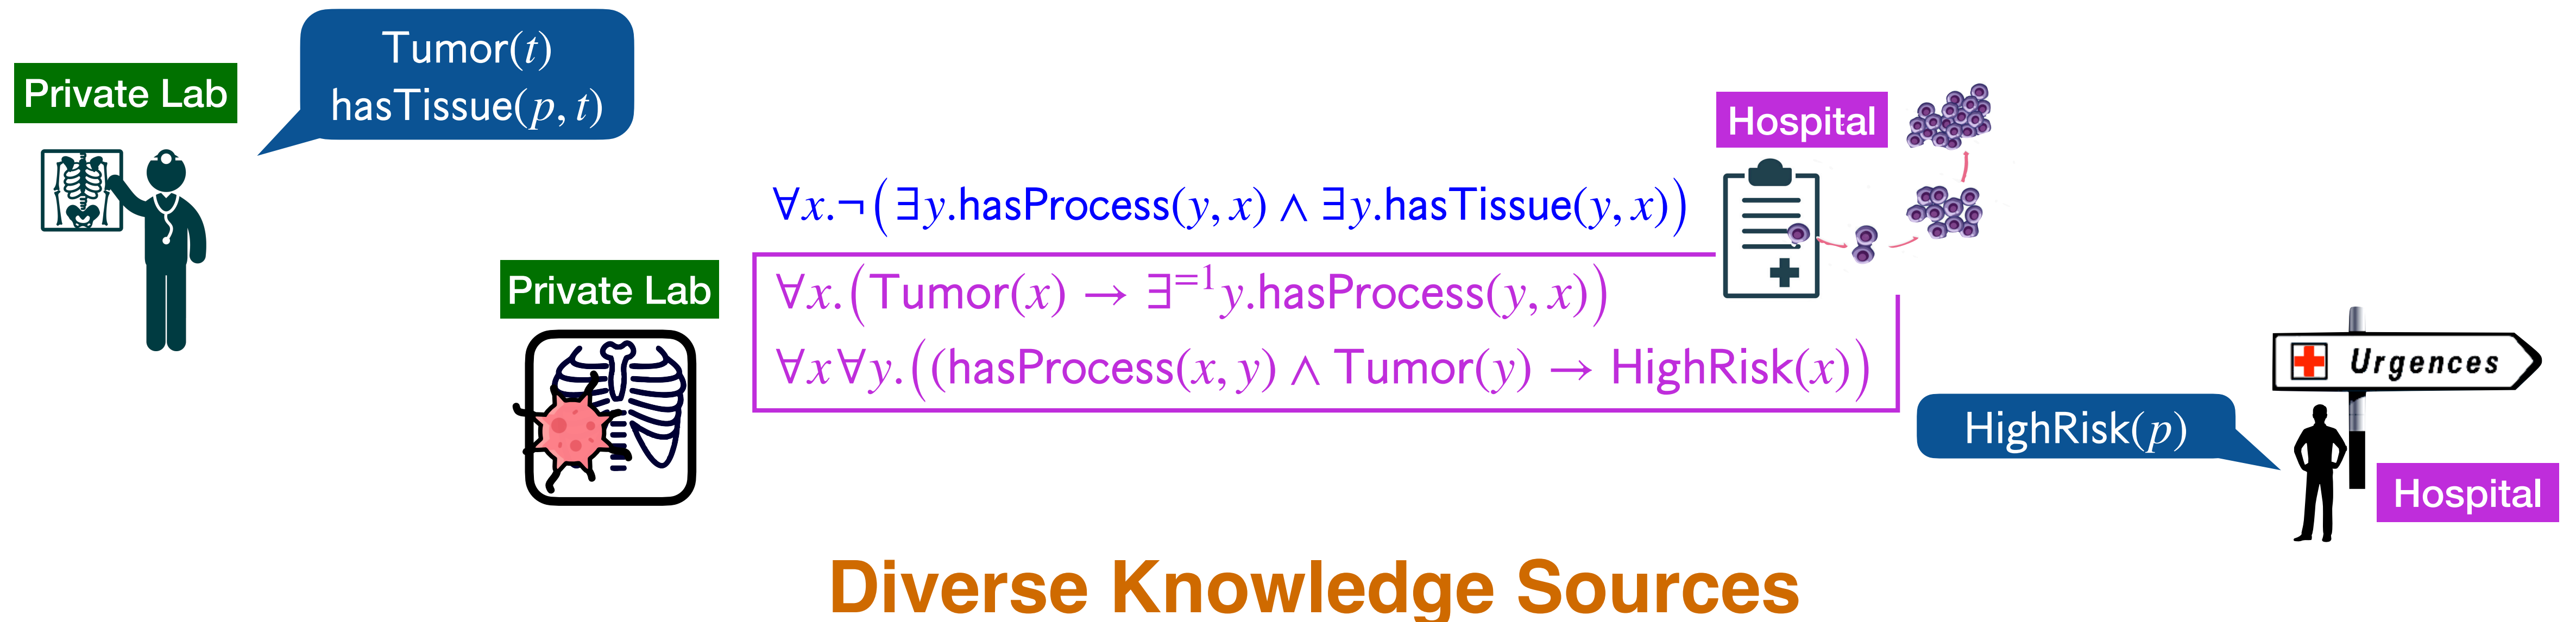 Private Lab
Tumor(t)
hasTissue(p, t)
Hospital
∀x.¬(∃y.hasProcess(y, x) ∧ ∃y.hasTissue(y, x))
Private Lab
∀x.(Tumor(x) → ∃⁼¹y.hasProcess(y, x))
∀x∀y.((hasProcess(x, y) ∧ Tumor(y) → HighRisk(x))
Urgences
HighRisk(p)
Hospital
Diverse Knowledge Sources